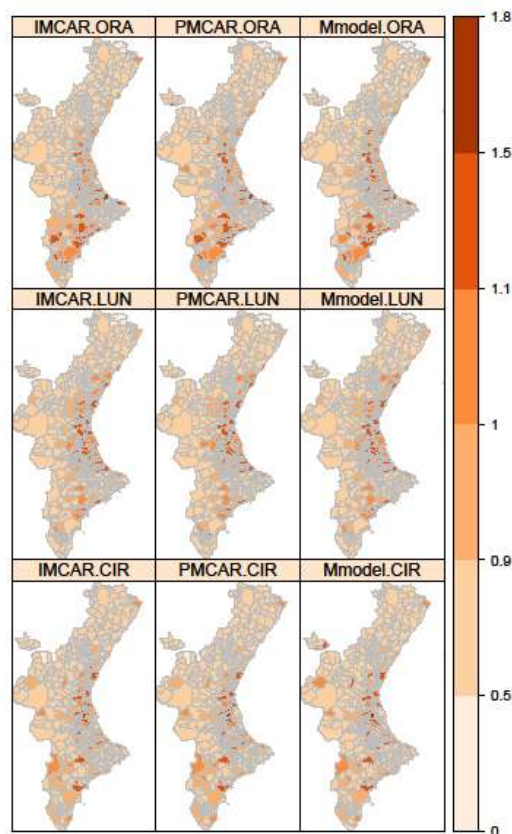 IMCAR.ORA PMCAR.ORA Mmodel.ORA
IMCAR.LUN PMCAR.LUN Mmodel.LUN
IMCAR.CIR PMCAR.CIR Mmodel.CIR
1.8
1.5
1.1
1
0.9
0.5
0